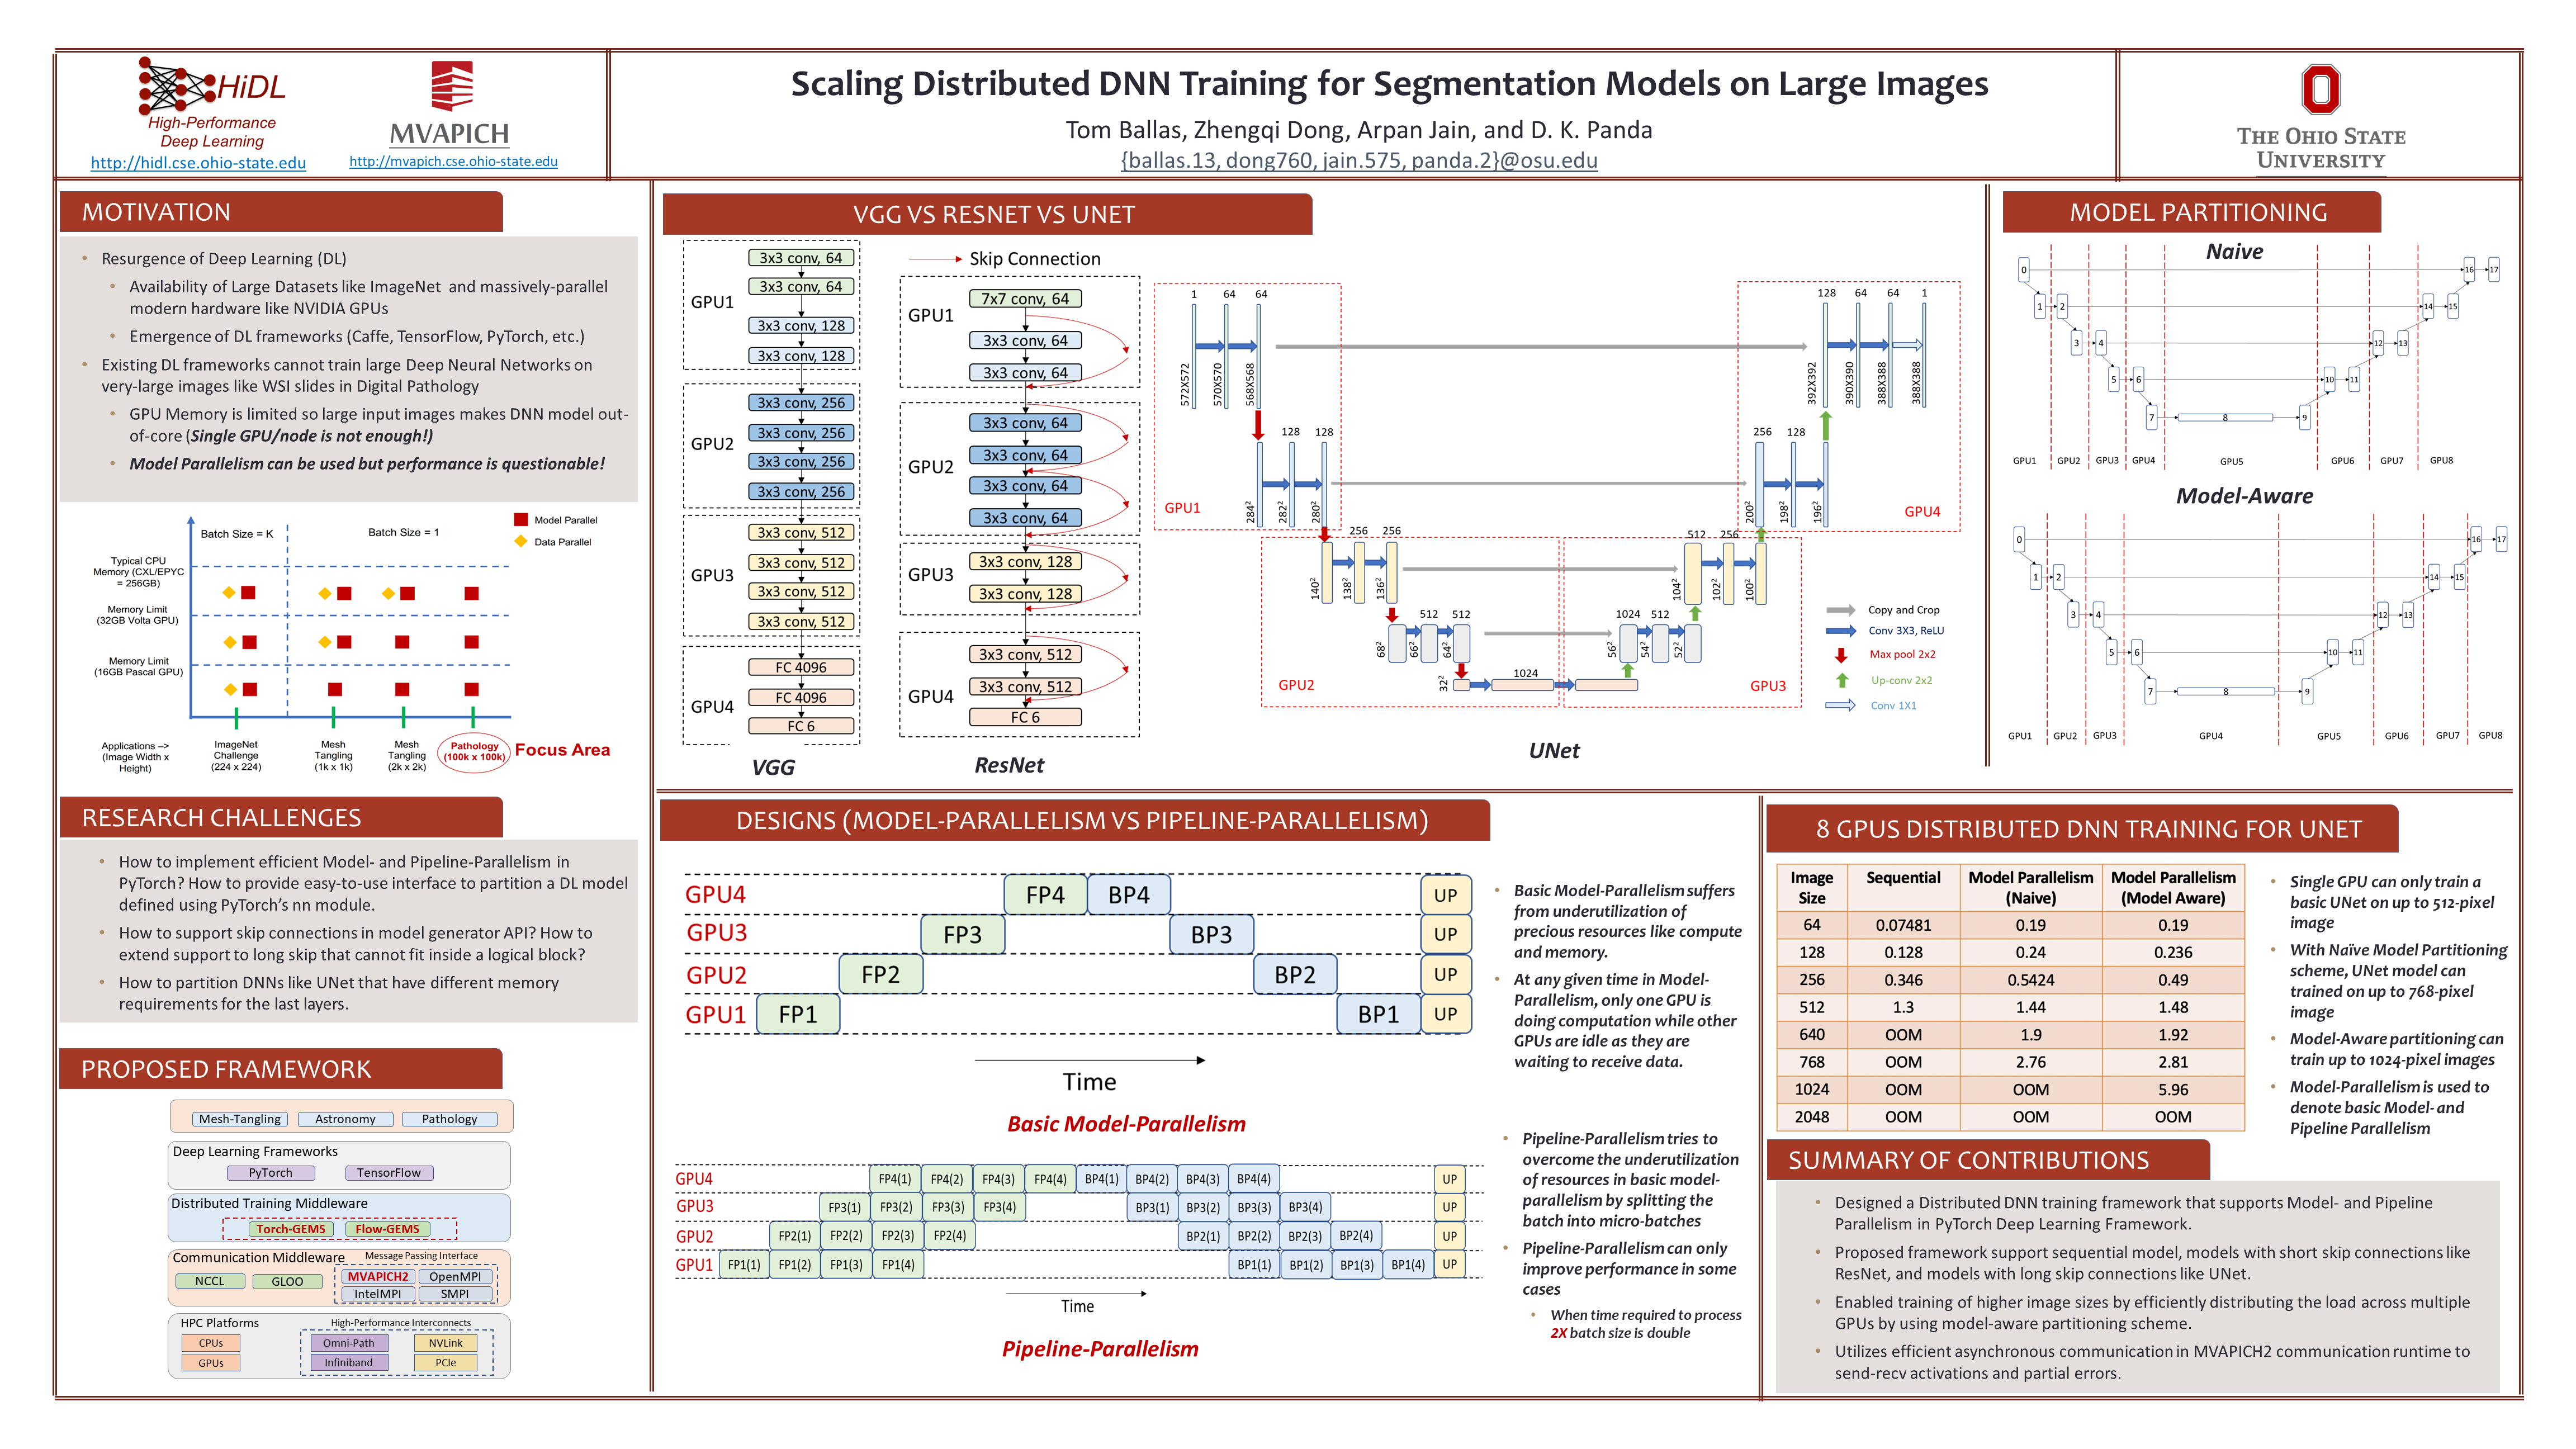 HiDL
High-Performance
Deep Learning
http://hidl.cse.ohio-state.edu
MVAPICH
http://mvapich.cse.ohio-state.edu
Scaling Distributed DNN Training for Segmentation Models on Large Images
Tom Ballas, Zhengqi Dong, Arpan Jain, and D. K. Panda
{ballas.13, dong760, jain.575, panda.2}@osu.edu
THE OHIO STATE
UNIVERSITY
MOTIVATION
• Resurgence of Deep Learning (DL)
• Availability of Large Datasets like ImageNet and massively-parallel
modern hardware like NVIDIA GPUs
• Emergence of DL frameworks (Caffe, TensorFlow, PyTorch, etc.)
• Existing DL frameworks cannot train large Deep Neural Networks on
very-large images like WSI slides in Digital Pathology
• GPU Memory is limited so large input images makes DNN model out-
of-core (Single GPU/node is not enough!)
• Model Parallelism can be used but performance is questionable!
Batch Size = K
Batch Size = 1
Model Parallel
Data Parallel
Typical CPU
Memory (CXL/EPYC
= 256GB)
Memory Limit
(32GB Volta GPU)
Memory Limit
(16GB Pascal GPU)
Applications –>
(Image Width x
Height)
ImageNet
Challenge
(224 x 224)
Mesh
Tangling
(1k x 1k)
Mesh
Tangling
(2k x 2k)
Pathology
(100k x 100k)
Focus Area
RESEARCH CHALLENGES
• How to implement efficient Model- and Pipeline-Parallelism in
PyTorch? How to provide easy-to-use interface to partition a DL model
defined using PyTorch's nn module.
• How to support skip connections in model generator API? How to
extend support to long skip that cannot fit inside a logical block?
• How to partition DNNs like UNet that have different memory
requirements for the last layers.
PROPOSED FRAMEWORK
Mesh-Tangling Astronomy Pathology
Deep Learning Frameworks
PyTorch TensorFlow
Distributed Training Middleware
Torch-GEMS Flow-GEMS
Communication Middleware
Message Passing Interface
NCCL GLOO
MVAPICH2 OpenMPI
IntelMPI SMPI
HPC Platforms
High-Performance Interconnects
CPUs
GPUs
Omni-Path NVLink
Infiniband PCIe
VGG VS RESNET VS UNET
GPU1
3x3 conv, 64
3x3 conv, 64
3x3 conv, 128
3x3 conv, 128
GPU2
3x3 conv, 256
3x3 conv, 256
3x3 conv, 256
3x3 conv, 256
GPU3
3x3 conv, 512
3x3 conv, 512
3x3 conv, 512
3x3 conv, 512
GPU4
FC 4096
FC 4096
FC 6
VGG
Skip Connection
GPU1
7x7 conv, 64
3x3 conv, 64
3x3 conv, 64
GPU2
3x3 conv, 64
3x3 conv, 64
3x3 conv, 64
3x3 conv, 64
GPU3
3x3 conv, 128
3x3 conv, 128
GPU4
3x3 conv, 512
3x3 conv, 512
FC 6
ResNet
1 64 64
572X572 570X570 568X568
128 128
284² 282² 280²
GPU1
256 256
140² 138² 136²
512 512
68² 66² 64²
GPU2
32²
1024
1024 512
56² 54² 52²
GPU3
512 256
104² 102² 100²
256 128
200² 198² 196²
GPU4
128 64 64 1
392X392 390X390 388X388 388X388
Copy and Crop
Conv 3X3, ReLU
Max pool 2x2
Up-conv 2x2
Conv 1X1
UNet
MODEL PARTITIONING
Naive
0 16 17
1 2 14 15
3 4 12 13
5 6 10 11
7 8 9
GPU1 GPU2 GPU3 GPU4 GPU5 GPU6 GPU7 GPU8
Model-Aware
0 16 17
1 2 14 15
3 4 12 13
5 6 10 11
7 8 9
GPU1 GPU2 GPU3 GPU4 GPU5 GPU6 GPU7 GPU8
DESIGNS (MODEL-PARALLELISM VS PIPELINE-PARALLELISM)
GPU4 FP4 BP4 UP
GPU3 FP3 BP3 UP
GPU2 FP2 BP2 UP
GPU1 FP1 BP1 UP
Time
Basic Model-Parallelism
• Basic Model-Parallelism suffers
from underutilization of
precious resources like compute
and memory.
• At any given time in Model-
Parallelism, only one GPU is
doing computation while other
GPUs are idle as they are
waiting to receive data.
GPU4 FP4(1) FP4(2) FP4(3) FP4(4) BP4(1) BP4(2) BP4(3) BP4(4) UP
GPU3 FP3(1) FP3(2) FP3(3) FP3(4) BP3(1) BP3(2) BP3(3) BP3(4) UP
GPU2 FP2(1) FP2(2) FP2(3) FP2(4) BP2(1) BP2(2) BP2(3) BP2(4) UP
GPU1 FP1(1) FP1(2) FP1(3) FP1(4) BP1(1) BP1(2) BP1(3) BP1(4) UP
Time
Pipeline-Parallelism
• Pipeline-Parallelism tries to
overcome the underutilization
of resources in basic model-
parallelism by splitting the
batch into micro-batches
• Pipeline-Parallelism can only
improve performance in some
cases
• When time required to process
2X batch size is double
8 GPUS DISTRIBUTED DNN TRAINING FOR UNET
Image Size Sequential Model Parallelism (Naive) Model Parallelism (Model Aware)
64 0.07481 0.19 0.19
128 0.128 0.24 0.236
256 0.346 0.5424 0.49
512 1.3 1.44 1.48
640 OOM 1.9 1.92
768 OOM 2.76 2.81
1024 OOM OOM 5.96
2048 OOM OOM OOM
• Single GPU can only train a
basic UNet on up to 512-pixel
image
• With Naïve Model Partitioning
scheme, UNet model can
trained on up to 768-pixel
image
• Model-Aware partitioning can
train up to 1024-pixel images
• Model-Parallelism is used to
denote basic Model- and
Pipeline Parallelism
SUMMARY OF CONTRIBUTIONS
• Designed a Distributed DNN training framework that supports Model- and Pipeline
Parallelism in PyTorch Deep Learning Framework.
• Proposed framework support sequential model, models with short skip connections like
ResNet, and models with long skip connections like UNet.
• Enabled training of higher image sizes by efficiently distributing the load across multiple
GPUs by using model-aware partitioning scheme.
• Utilizes efficient asynchronous communication in MVAPICH2 communication runtime to
send-recv activations and partial errors.